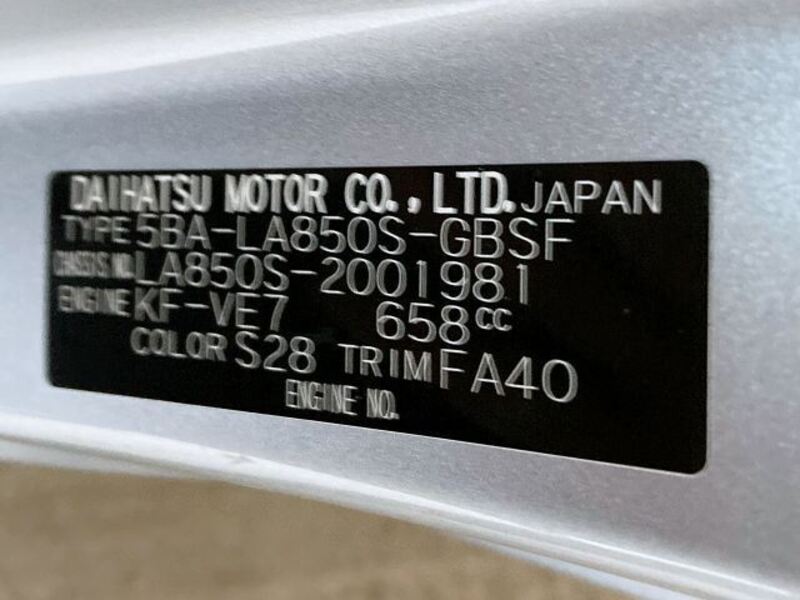 DAIHATSU MOTOR CO., LTD. JAPAN
TYPE 5BA-LA850S-GBSF
CHASSIS NO. LA850S-2001981
ENGINE KF-VE7 658cc
COLOR S28 TRIM FA40
ENGINE NO.